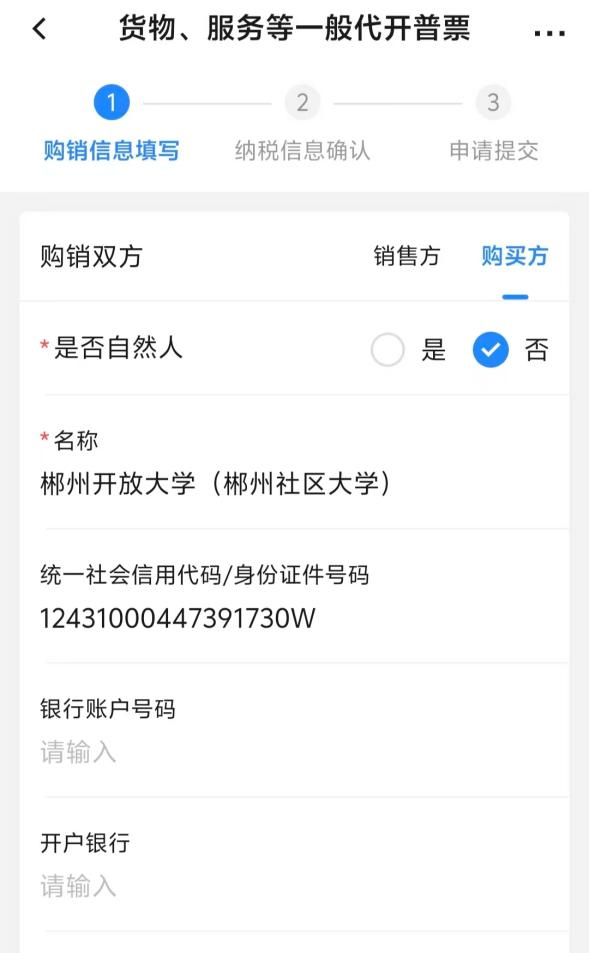 货物、服务等一般代开普票
1 2 3
购销信息填写 纳税信息确认 申请提交
购销双方 销售方 购买方
*是否自然人 是 否
*名称
郴州开放大学（郴州社区大学）
统一社会信用代码/身份证件号码
12431000447391730W
银行账户号码
请输入
开户银行
请输入